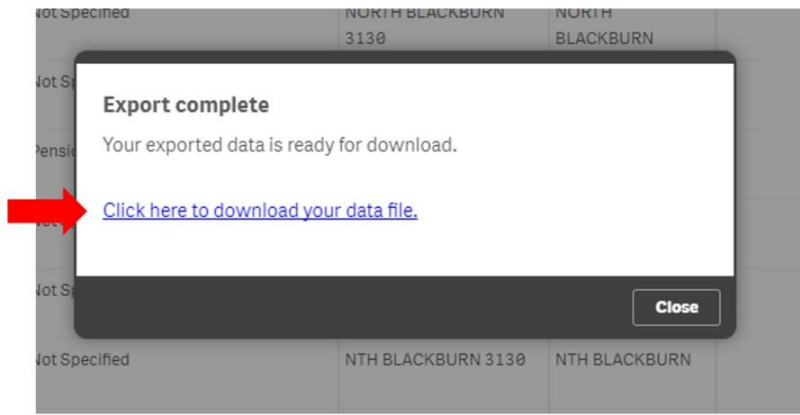 Not Specified NORTH BLACKBURN NORTH
3130 BLACKBURN
Export complete
Your exported data is ready for download.
Click here to download your data file.
Close
Not Specified NTH BLACKBURN 3130 NTH BLACKBURN